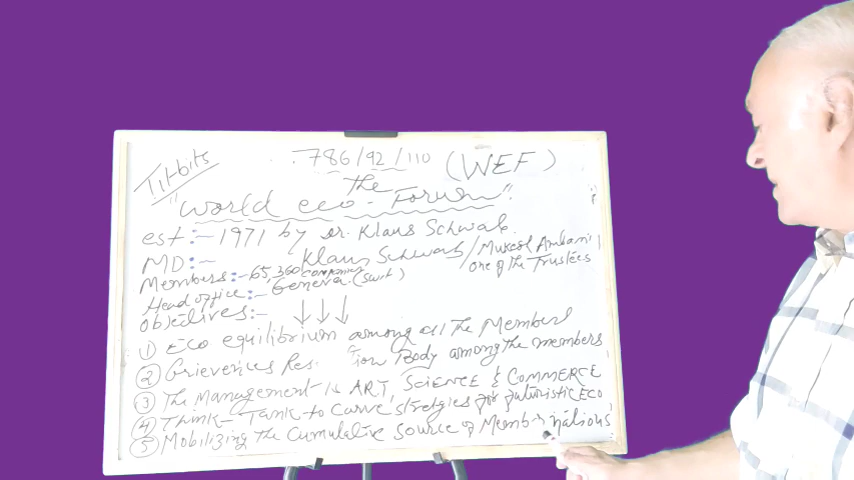 Tit-bits
786/92/110 (WEF)
the
"World eco-Forum".
est:- 1971 by Dr. Klaus Schwab.
MD:- Klaus Schwab / Mukesh Ambani
one of the Trustees
Members:- 65,360 companies
Head office:- Geneva (Swit)
Objectives:-
① Eco equilibrium among all the Members
② Grievences Res tion Body among the members
③ The Management is ART, SCIENCE & COMMERCE
④ Think-Tank to carve stretgies for futuristic Eco
⑤ Mobilizing the Cumulative Source of Member nations